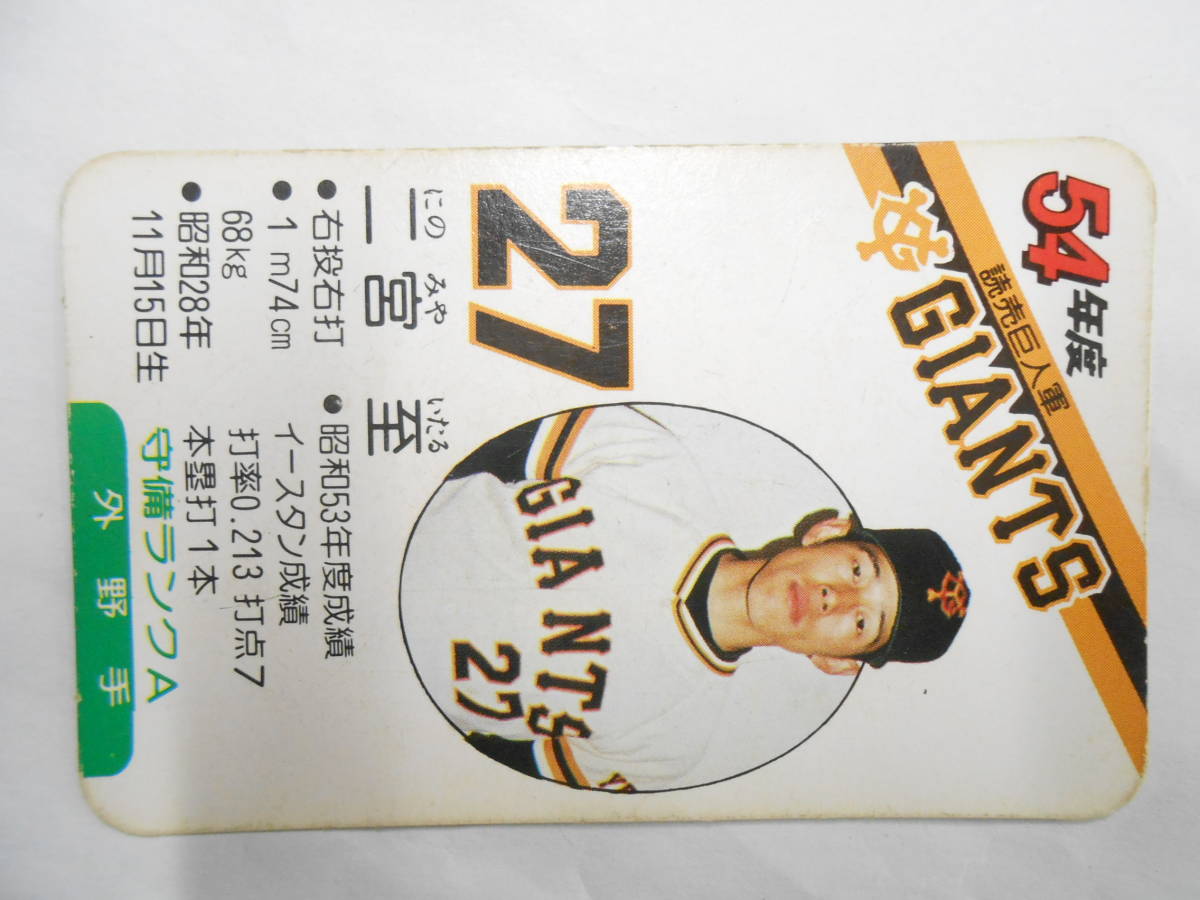 54年度
読売巨人軍
GIANTS
GIANTS
27
27
にの みや いたる
二宮 至
●右投右打
●1m74cm
68kg
●昭和28年
11月15日生
●昭和53年度成績
イースタン成績
打率0.213 打点7
本塁打1本
守備ランクA
外野手